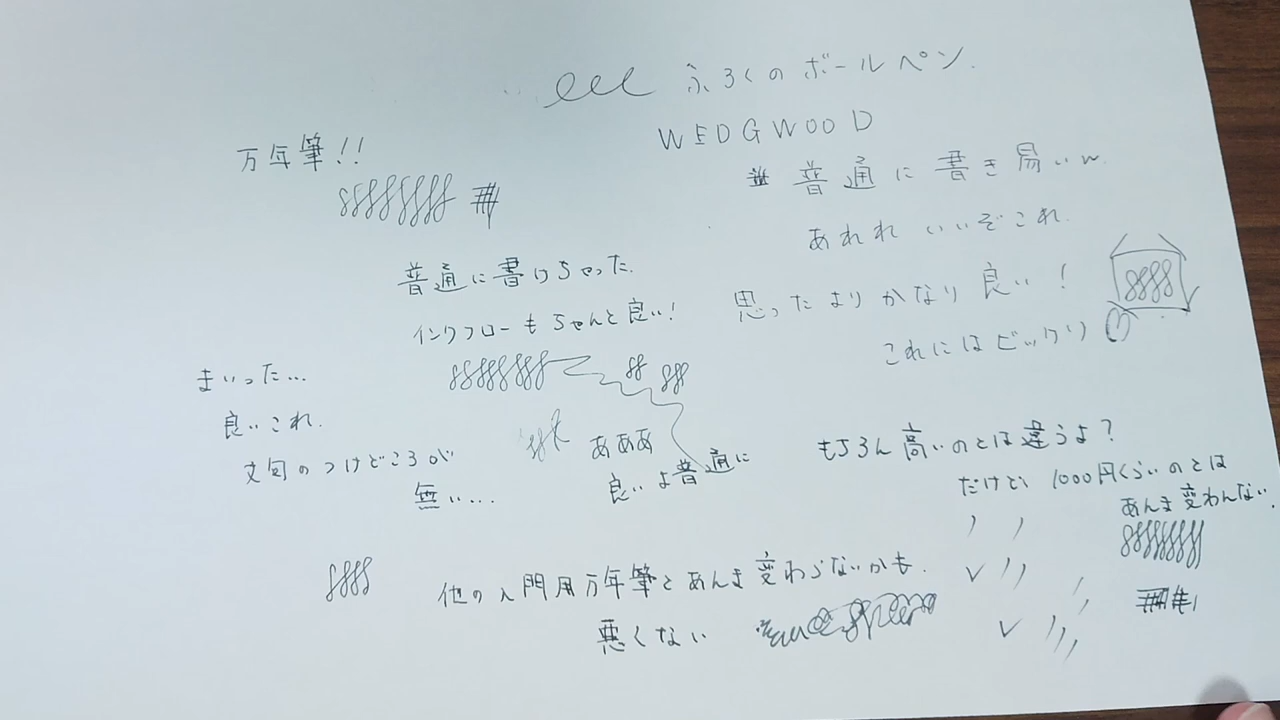 ふろくのボールペン.
WEDGWOOD
普通に書き易いw
あれれいいぞこれ.
思ったよりかなり良い!
これにはビックリ
万年筆!!
普通に書けちゃった.
インクフローもちゃんと良い!
まいった...
良いこれ.
文句のつけどころが
無い....
あああ
良いよ普通に
もちろん高いのとは違うよ?
だけど、1000円くらいのとは
あんま変わんない.
他の入門用万年筆とあんま変わらないかも.
悪くない